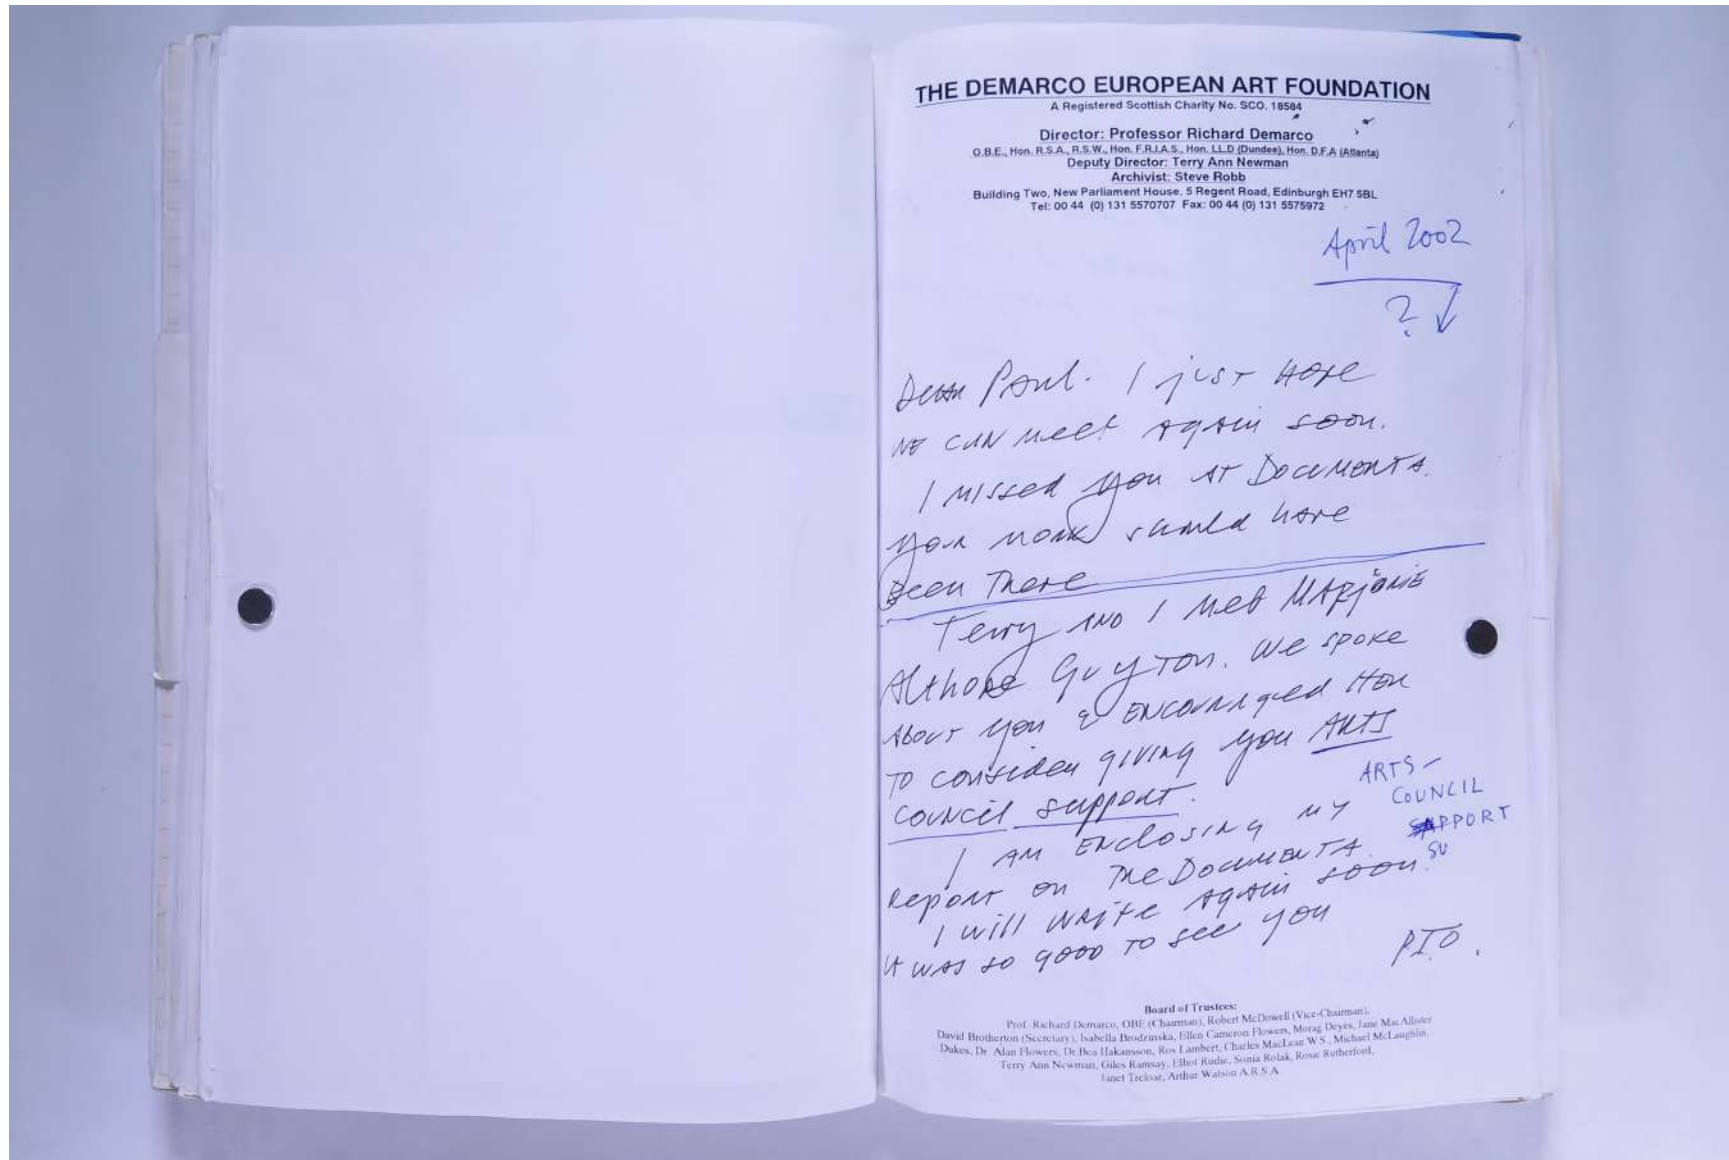 THE DEMARCO EUROPEAN ART FOUNDATION
A Registered Scottish Charity No. SCO. 18584
Director: Professor Richard Demarco
O.B.E., Hon. R.S.A., R.S.W., Hon. F.R.I.A.S., Hon. LL.D (Dundee), Hon. D.F.A (Atlanta)
Deputy Director: Terry Ann Newman
Archivist: Steve Robb
Building Two, New Parliament House, 5 Regent Road, Edinburgh EH7 5BL
Tel: 00 44 (0) 131 5570707 Fax: 00 44 (0) 131 5575972
April 2002
?
Dear Paul. I just hope
we can meet again soon.
I missed you at Documenta.
Your work should have
been there
Terry and I met Marjorie
Althorpe Guyton. We spoke
about you & encouraged her
to consider giving you Arts
Council support.
ARTS -
COUNCIL
SUPPORT
I am enclosing my
report on the Documenta
I will write again soon.
It was so good to see you
P.T.O.
Board of Trustees:
Prof. Richard Demarco, OBE (Chairman), Robert McDowell (Vice-Chairman),
David Brotherton (Secretary), Isabella Brodzinska, Ellen Cameron Flowers, Morag Deyes, Jane MacAllister
Dukes, Dr. Alan Flowers, Dr Bea Hakansson, Ros Lambert, Charles MacLean W.S., Michael McLaughlin,
Terry Ann Newman, Giles Ramsay, Elliot Rudie, Sonia Rolak, Rosie Rutherford,
Janet Treloar, Arthur Watson A.R.S.A